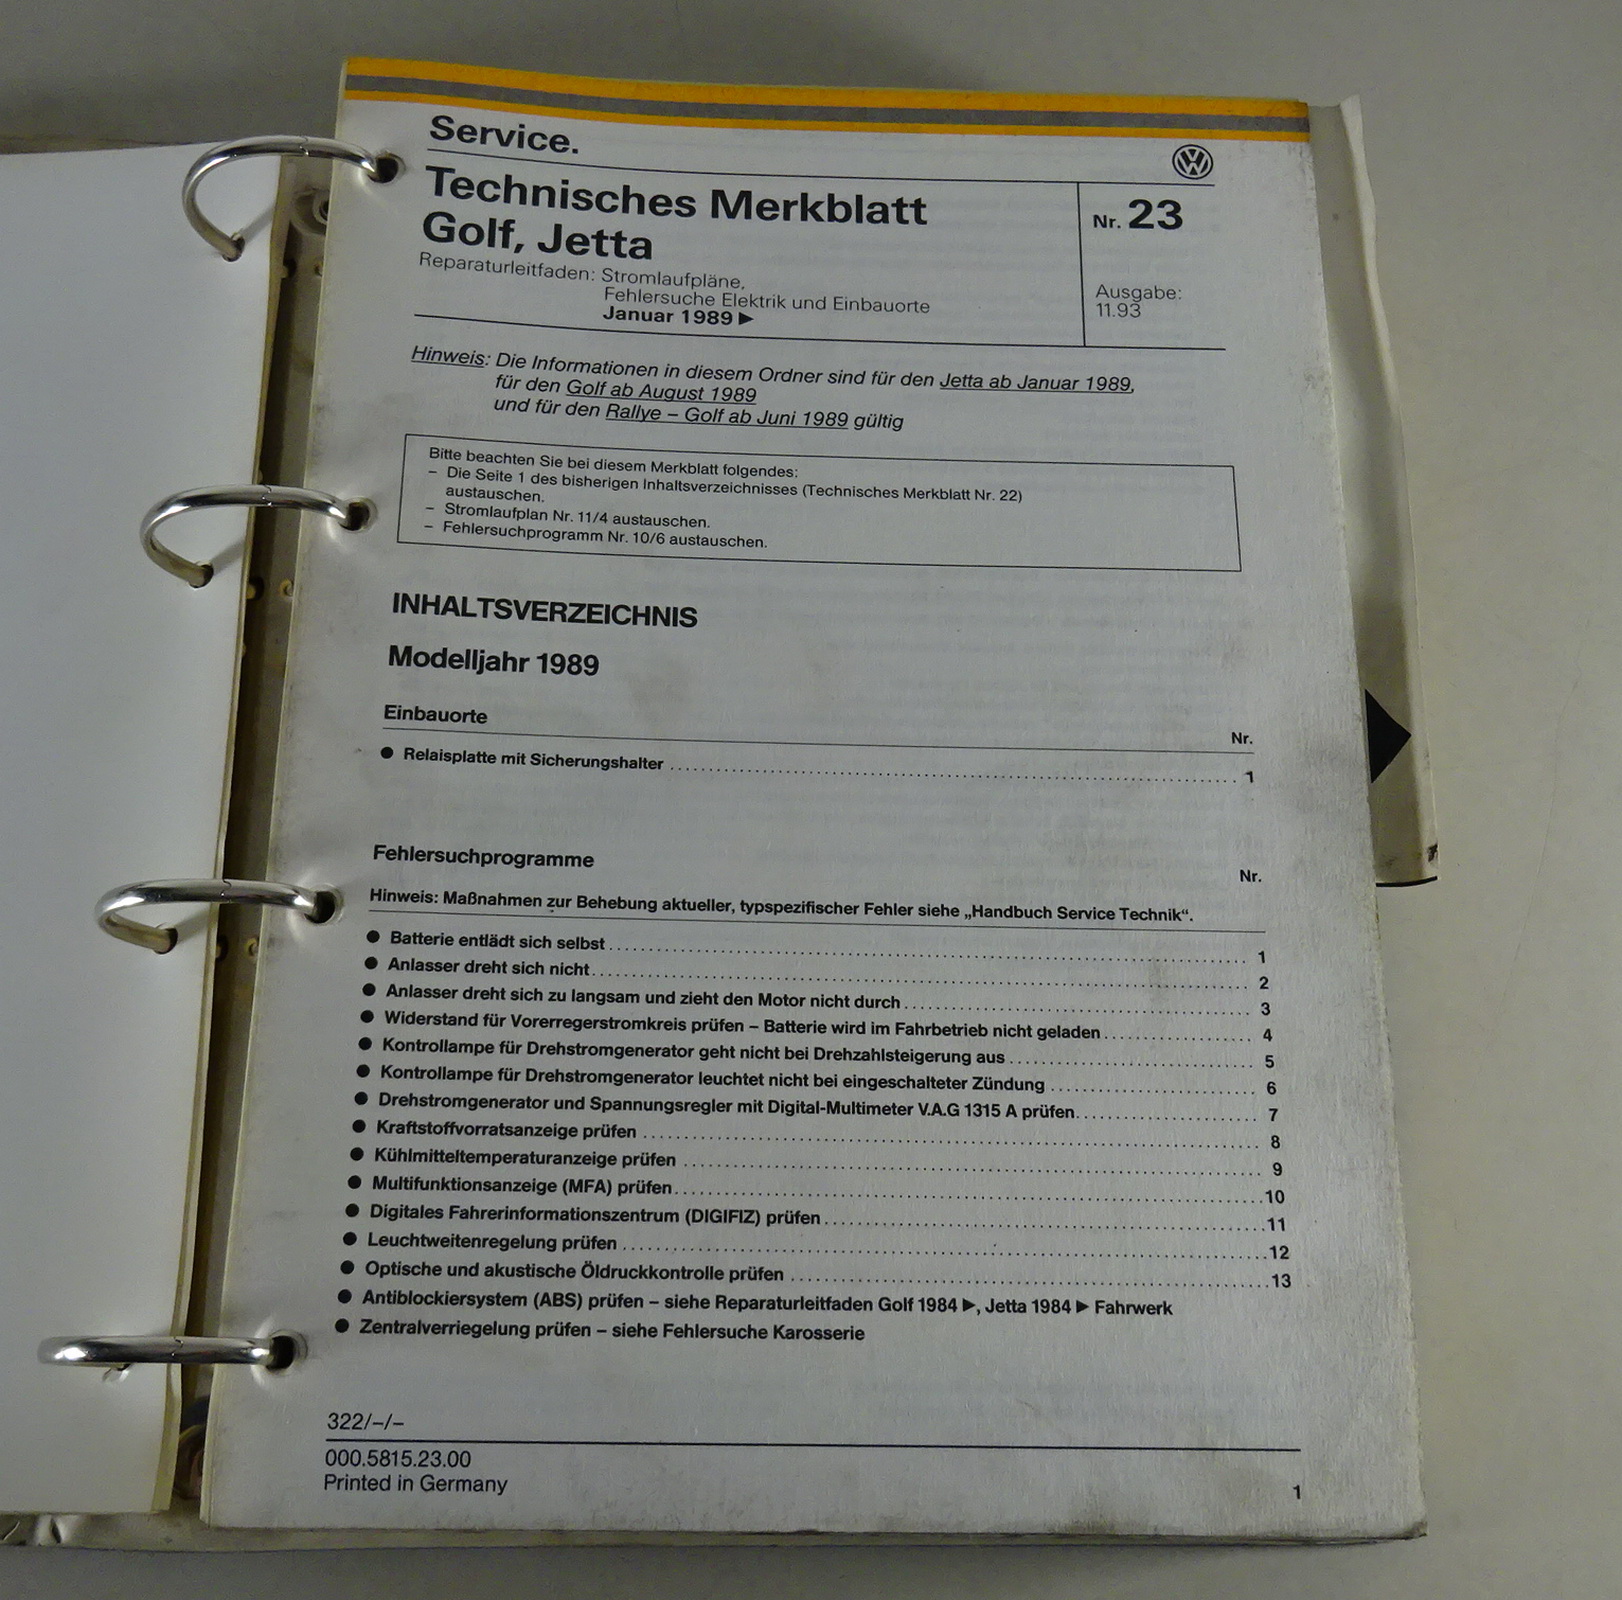 Service.
Technisches Merkblatt
Golf, Jetta
Nr. 23
Reparaturleitfaden: Stromlaufpläne,
Fehlersuche Elektrik und Einbauorte
Januar 1989 ►
Ausgabe:
11.93
Hinweis: Die Informationen in diesem Ordner sind für den Jetta ab Januar 1989,
für den Golf ab August 1989
und für den Rallye – Golf ab Juni 1989 gültig
Bitte beachten Sie bei diesem Merkblatt folgendes:
– Die Seite 1 des bisherigen Inhaltsverzeichnisses (Technisches Merkblatt Nr. 22)
austauschen.
– Stromlaufplan Nr. 11/4 austauschen.
– Fehlersuchprogramm Nr. 10/6 austauschen.
INHALTSVERZEICHNIS
Modelljahr 1989
Einbauorte
Nr.
● Relaisplatte mit Sicherungshalter ........ 1
Fehlersuchprogramme
Nr.
Hinweis: Maßnahmen zur Behebung aktueller, typspezifischer Fehler siehe „Handbuch Service Technik“.
● Batterie entlädt sich selbst ........ 1
● Anlasser dreht sich nicht ........ 2
● Anlasser dreht sich zu langsam und zieht den Motor nicht durch ........ 3
● Widerstand für Vorerregerstromkreis prüfen – Batterie wird im Fahrbetrieb nicht geladen ........ 4
● Kontrollampe für Drehstromgenerator geht nicht bei Drehzahlsteigerung aus ........ 5
● Kontrollampe für Drehstromgenerator leuchtet nicht bei eingeschalteter Zündung ........ 6
● Drehstromgenerator und Spannungsregler mit Digital-Multimeter V.A.G 1315 A prüfen ........ 7
● Kraftstoffvorratsanzeige prüfen ........ 8
● Kühlmitteltemperaturanzeige prüfen ........ 9
● Multifunktionsanzeige (MFA) prüfen ........ 10
● Digitales Fahrerinformationszentrum (DIGIFIZ) prüfen ........ 11
● Leuchtweitenregelung prüfen ........ 12
● Optische und akustische Öldruckkontrolle prüfen ........ 13
● Antiblockiersystem (ABS) prüfen – siehe Reparaturleitfaden Golf 1984 ►, Jetta 1984 ► Fahrwerk
● Zentralverriegelung prüfen – siehe Fehlersuche Karosserie
322/–/–
000.5815.23.00
Printed in Germany
1